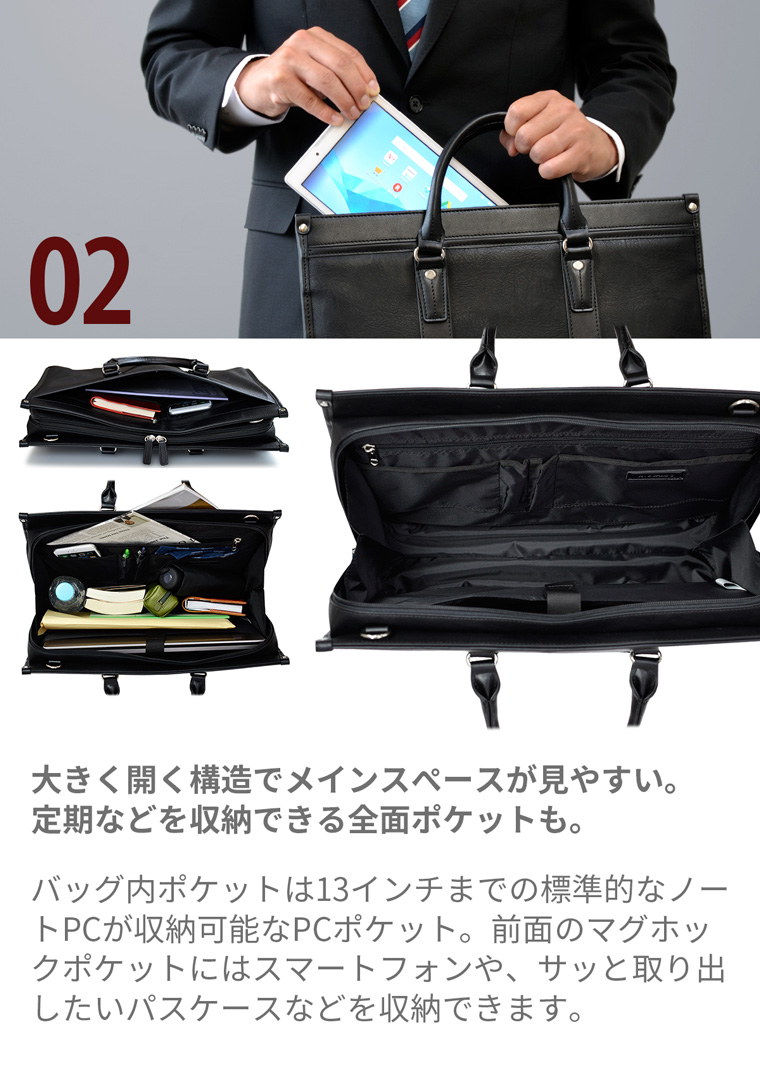 02
大きく開く構造でメインスペースが見やすい。
定期などを収納できる全面ポケットも。
バッグ内ポケットは13インチまでの標準的なノー
トPCが収納可能なPCポケット。前面のマグホッ
クポケットにはスマートフォンや、サッと取り出
したいパスケースなどを収納できます。